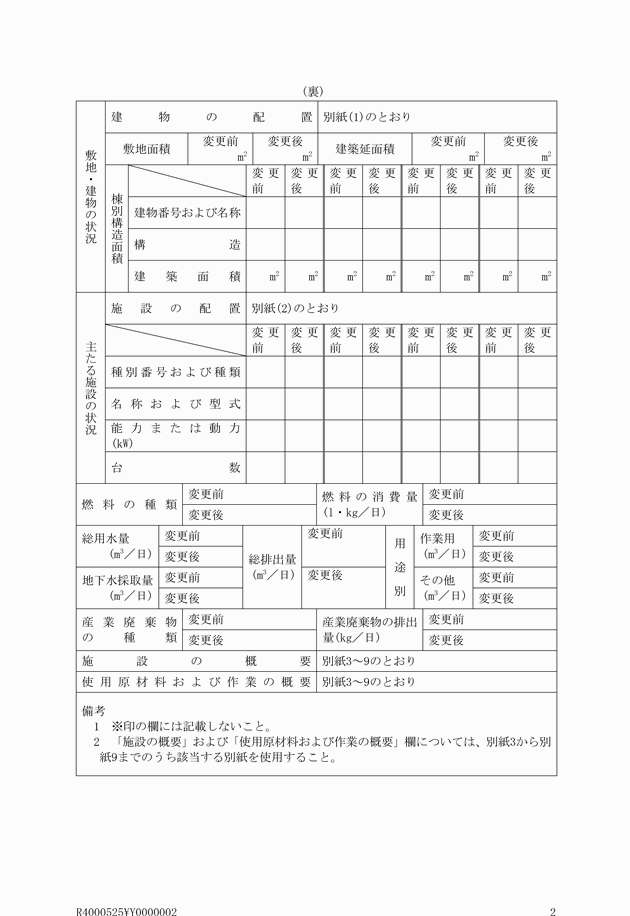 （裏）
敷地・建物の状況
建物の配置 別紙(1)のとおり
敷地面積 変更前 m² 変更後 m² 建築延面積 変更前 m² 変更後 m²
棟別構造面積
変更前 変更後 変更前 変更後 変更前 変更後 変更前 変更後
建物番号および名称
構造
建築面積 m² m² m² m² m² m² m² m²
主たる施設の状況
施設の配置 別紙(2)のとおり
変更前 変更後 変更前 変更後 変更前 変更後 変更前 変更後
種別番号および種類
名称および型式
能力または動力
(kW)
台数
燃料の種類 変更前 変更後
燃料の消費量
(l・kg／日) 変更前 変更後
総用水量
(m³／日) 変更前 変更後
地下水採取量
(m³／日) 変更前 変更後
総排出量
(m³／日) 変更前 変更後
用途別
作業用
(m³／日) 変更前 変更後
その他
(m³／日) 変更前 変更後
産業廃棄物
の種類 変更前 変更後
産業廃棄物の排出
量(kg／日) 変更前 変更後
施設の概要 別紙3～9のとおり
使用原材料および作業の概要 別紙3～9のとおり
備考
1　※印の欄には記載しないこと。
2　「施設の概要」および「使用原材料および作業の概要」欄については、別紙3から別
紙9までのうち該当する別紙を使用すること。
R4000525¥Y0000002
2